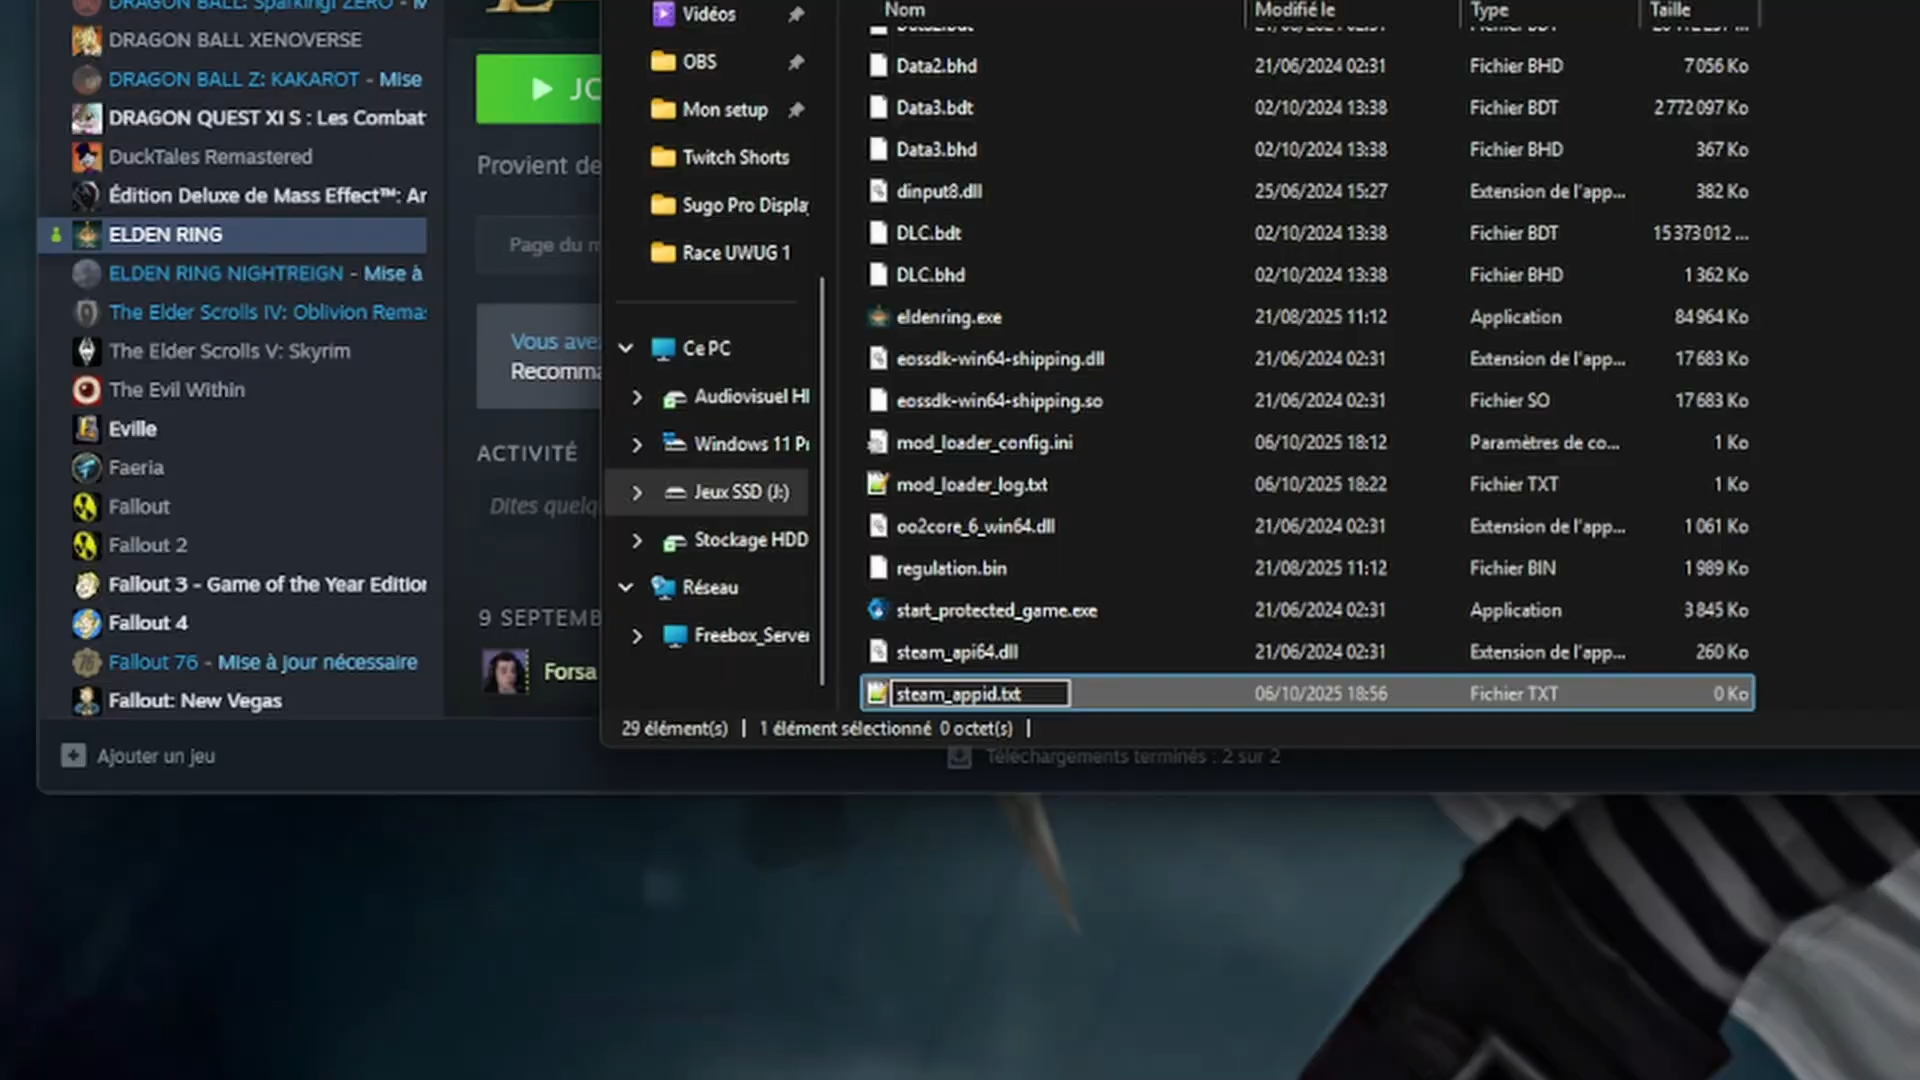 DRAGON BALL: Sparking! ZERO - M
DRAGON BALL XENOVERSE
DRAGON BALL Z: KAKAROT - Mise
DRAGON QUEST XI S : Les Combat
DuckTales Remastered
Édition Deluxe de Mass Effect™: Ar
ELDEN RING
ELDEN RING NIGHTREIGN - Mise à
The Elder Scrolls IV: Oblivion Rema
The Elder Scrolls V: Skyrim
The Evil Within
Eville
Faeria
Fallout
Fallout 2
Fallout 3 - Game of the Year Edition
Fallout 4
Fallout 76 - Mise à jour nécessaire
Fallout: New Vegas
Ajouter un jeu
JO
Provient de
Page du m
Vous ave
Recomma
ACTIVITÉ
Dites quelq
9 SEPTEMB
Forsa
Téléchargements terminés : 2 sur 2
Vidéos
OBS
Mon setup
Twitch Shorts
Sugo Pro Display
Race UWUG 1
Ce PC
Audiovisuel H
Windows 11 Pr
Jeux SSD (J:)
Stockage HDD
Réseau
Freebox_Server
Nom Modifié le Type Taille
Data2.bhd 21/06/2024 02:31 Fichier BHD 7 056 Ko
Data3.bdt 02/10/2024 13:38 Fichier BDT 2 772 097 Ko
Data3.bhd 02/10/2024 13:38 Fichier BHD 367 Ko
dinput8.dll 25/06/2024 15:27 Extension de l'app... 382 Ko
DLC.bdt 02/10/2024 13:38 Fichier BDT 15 373 012 ...
DLC.bhd 02/10/2024 13:38 Fichier BHD 1 362 Ko
eldenring.exe 21/08/2025 11:12 Application 84 964 Ko
eossdk-win64-shipping.dll 21/06/2024 02:31 Extension de l'app... 17 683 Ko
eossdk-win64-shipping.so 21/06/2024 02:31 Fichier SO 17 683 Ko
mod_loader_config.ini 06/10/2025 18:12 Paramètres de co... 1 Ko
mod_loader_log.txt 06/10/2025 18:22 Fichier TXT 1 Ko
oo2core_6_win64.dll 21/06/2024 02:31 Extension de l'app... 1 061 Ko
regulation.bin 21/08/2025 11:12 Fichier BIN 1 989 Ko
start_protected_game.exe 21/06/2024 02:31 Application 3 845 Ko
steam_api64.dll 21/06/2024 02:31 Extension de l'app... 260 Ko
steam_appid.txt 06/10/2025 18:56 Fichier TXT 0 Ko
29 élément(s) | 1 élément sélectionné 0 octet(s) |